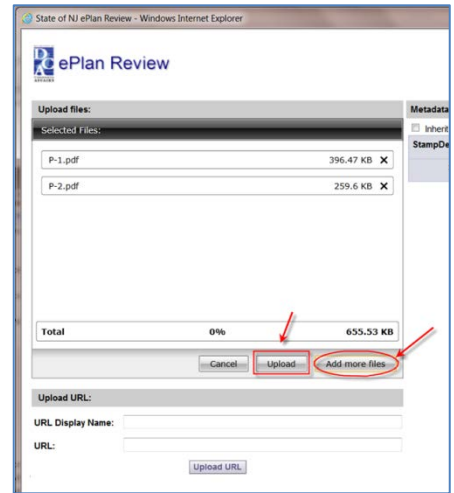 State of NJ ePlan Review - Windows Internet Explorer
ePlan Review
AFFAIRS
Upload files:
Metadata
Selected Files:
Inherit
StampDe
P-1.pdf 396.47 KB X
P-2.pdf 259.6 KB X
Total 0% 655.53 KB
Cancel Upload Add more files
Upload URL:
URL Display Name:
URL:
Upload URL